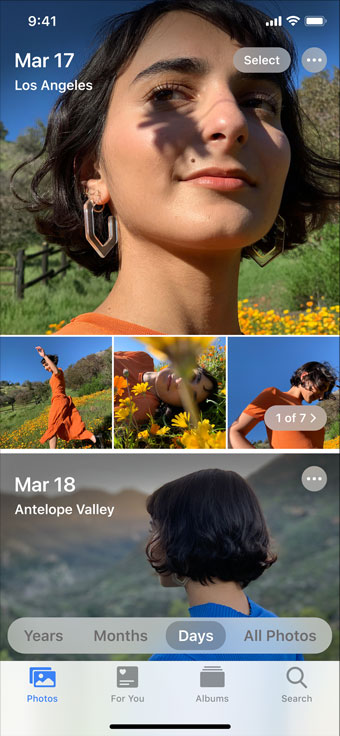 9:41
Mar 17
Select
Los Angeles
1 of 7
Mar 18
Antelope Valley
Years Months Days All Photos
Photos For You Albums Search